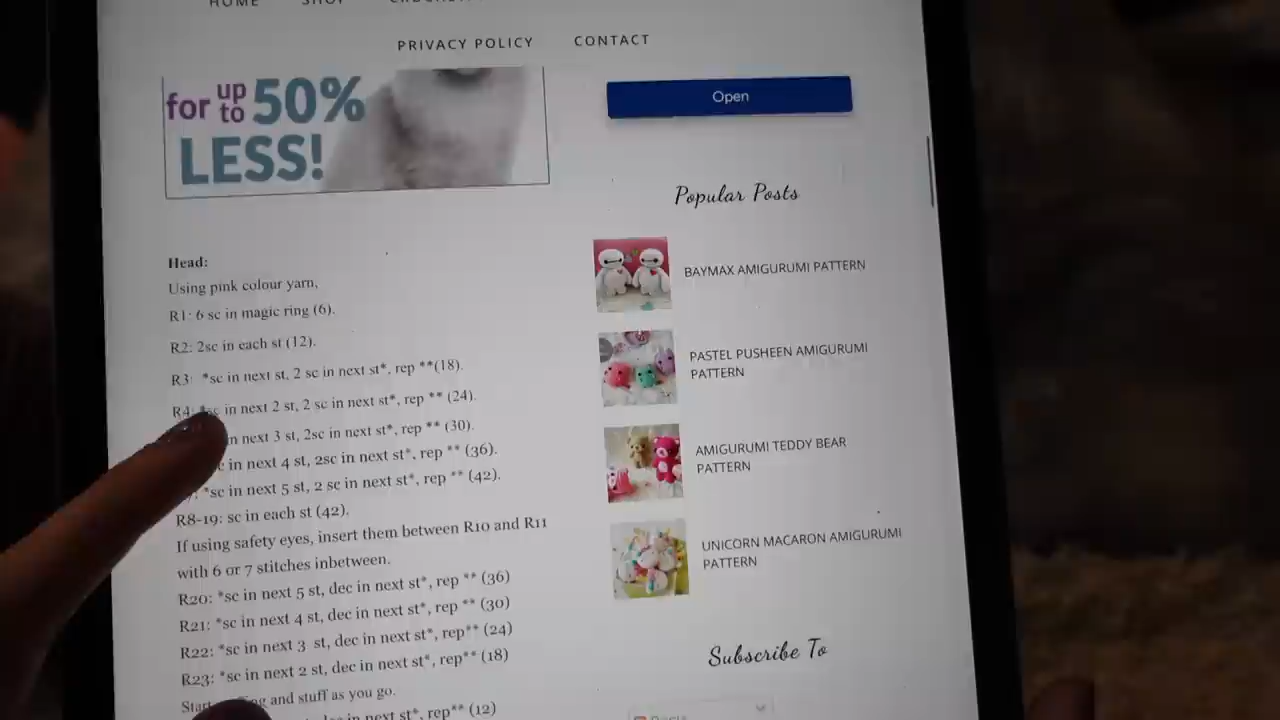 HOME SHOP
PRIVACY POLICY CONTACT
for up to 50%
LESS!
Open
Popular Posts
BAYMAX AMIGURUMI PATTERN
PASTEL PUSHEEN AMIGURUMI
PATTERN
AMIGURUMI TEDDY BEAR
PATTERN
UNICORN MACARON AMIGURUMI
PATTERN
Subscribe To
Head:
Using pink colour yarn,
R1: 6 sc in magic ring (6).
R2: 2sc in each st (12).
R3: *sc in next st, 2 sc in next st*, rep **(18).
R4: *sc in next 2 st, 2 sc in next st*, rep ** (24).
in next 3 st, 2sc in next st*, rep ** (30).
in next 4 st, 2sc in next st*, rep ** (36).
*sc in next 5 st, 2 sc in next st*, rep ** (42).
R8-19: sc in each st (42).
If using safety eyes, insert them between R10 and R11
with 6 or 7 stitches inbetween.
R20: *sc in next 5 st, dec in next st*, rep ** (36)
R21: *sc in next 4 st, dec in next st*, rep ** (30)
R22: *sc in next 3 st, dec in next st*, rep** (24)
R23: *sc in next 2 st, dec in next st*, rep** (18)
and stuff as you go.
in next st*, rep** (12)